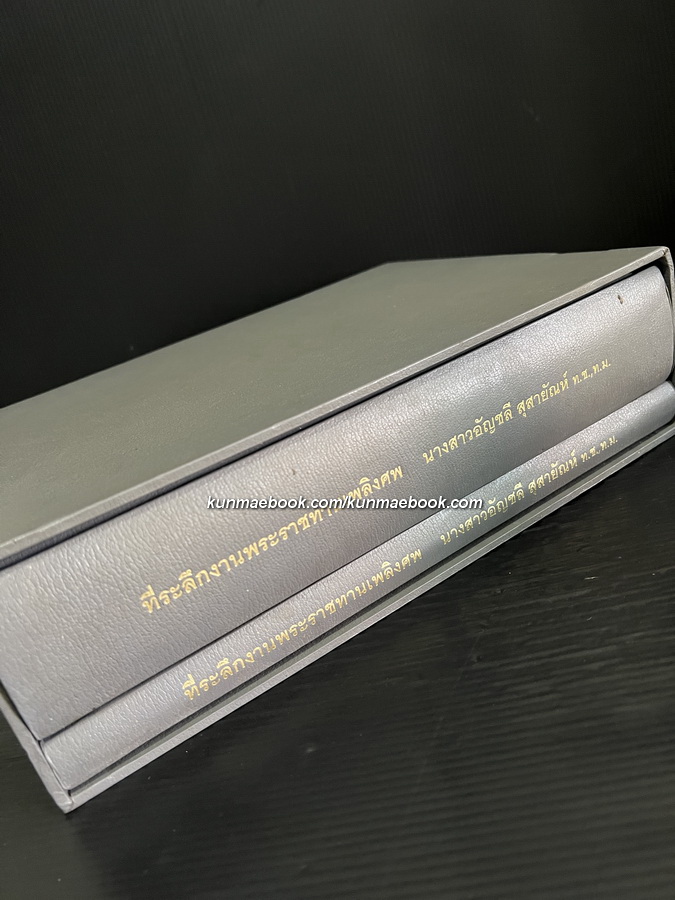 ที่ระลึกงานพระราชทานเพลิงศพ นางสาวอัญชลี สุสายัณห์ ท.ช.,ท.ม.
kunmaebook.com/kunmaebook.com
ที่ระลึกงานพระราชทานเพลิงศพ นางสาวอัญชลี สุสายัณห์ ท.ช.,ท.ม.